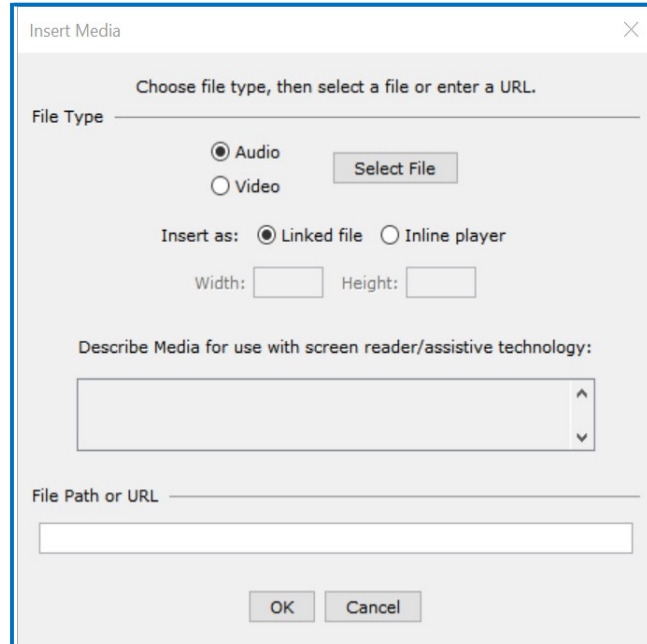 Insert Media
Choose file type, then select a file or enter a URL.
File Type
Audio
Select File
Video
Insert as: Linked file Inline player
Width: Height:
Describe Media for use with screen reader/assistive technology:
File Path or URL
OK Cancel